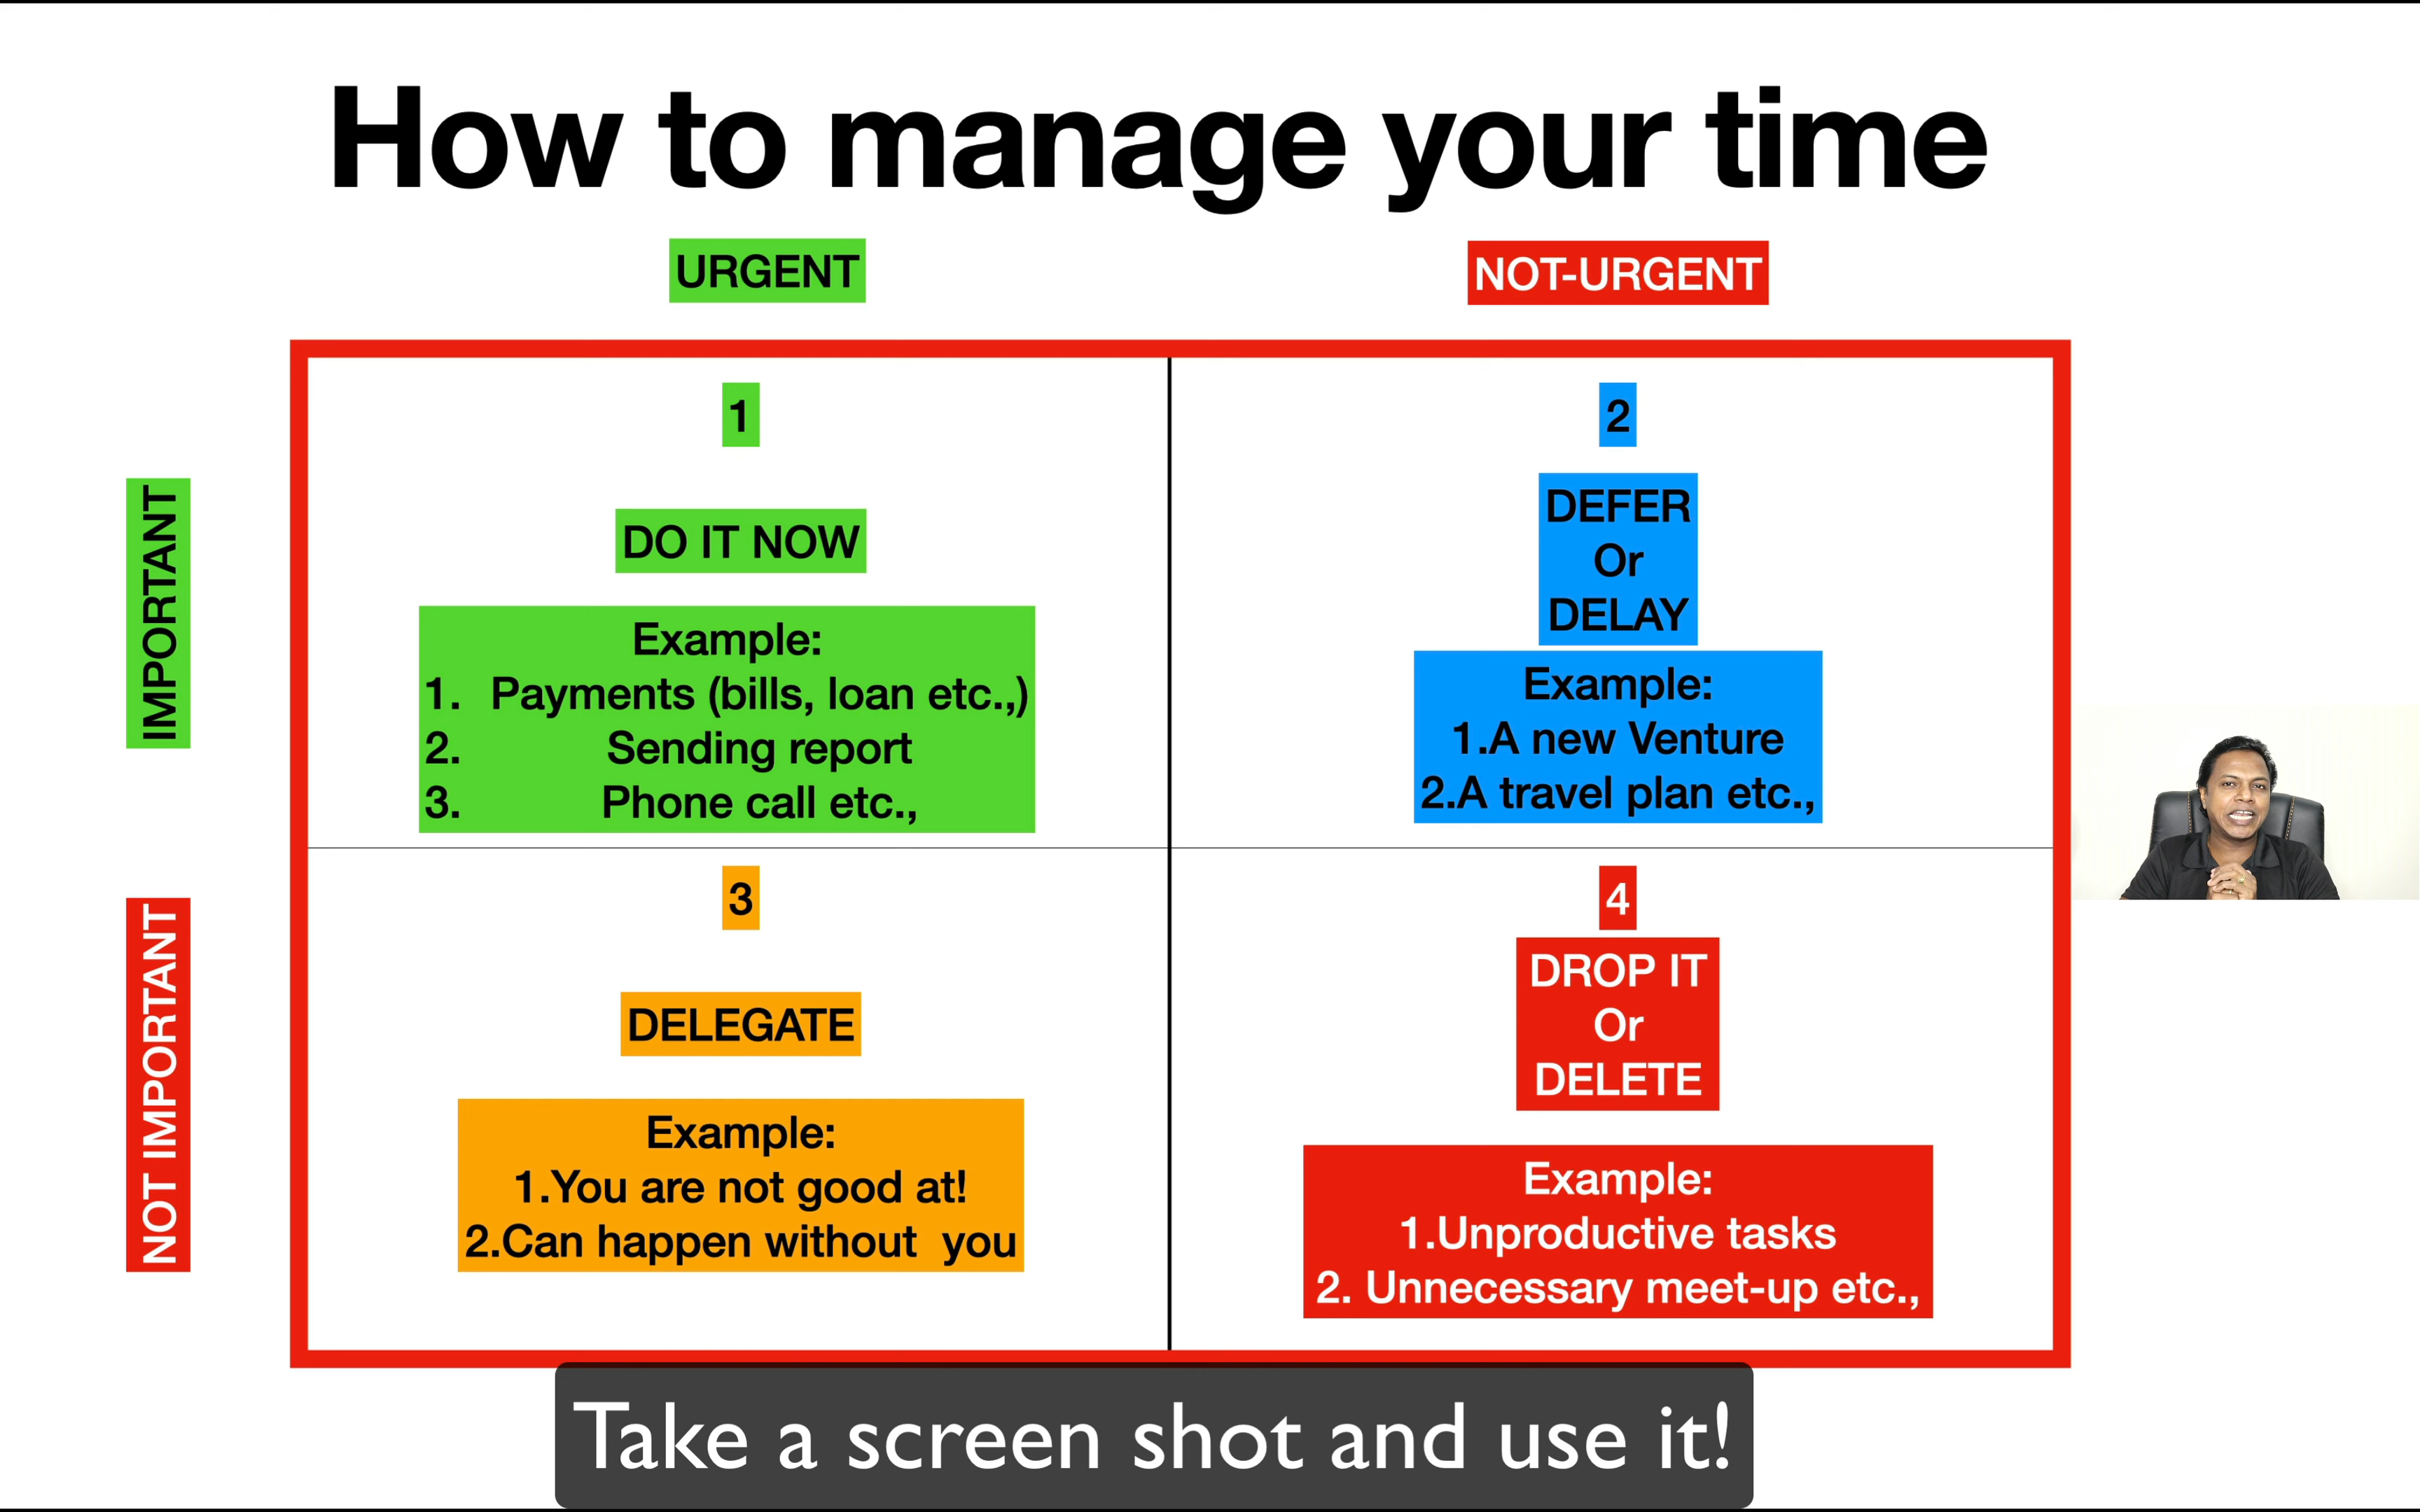 How to manage your time
URGENT
NOT-URGENT
IMPORTANT
1
DO IT NOW
Example:
1. Payments (bills, loan etc.,)
2. Sending report
3. Phone call etc.,
2
DEFER
Or
DELAY
Example:
1.A new Venture
2.A travel plan etc.,
NOT IMPORTANT
3
DELEGATE
Example:
1.You are not good at!
2.Can happen without you
4
DROP IT
Or
DELETE
Example:
1.Unproductive tasks
2. Unnecessary meet-up etc.,
Take a screen shot and use it!